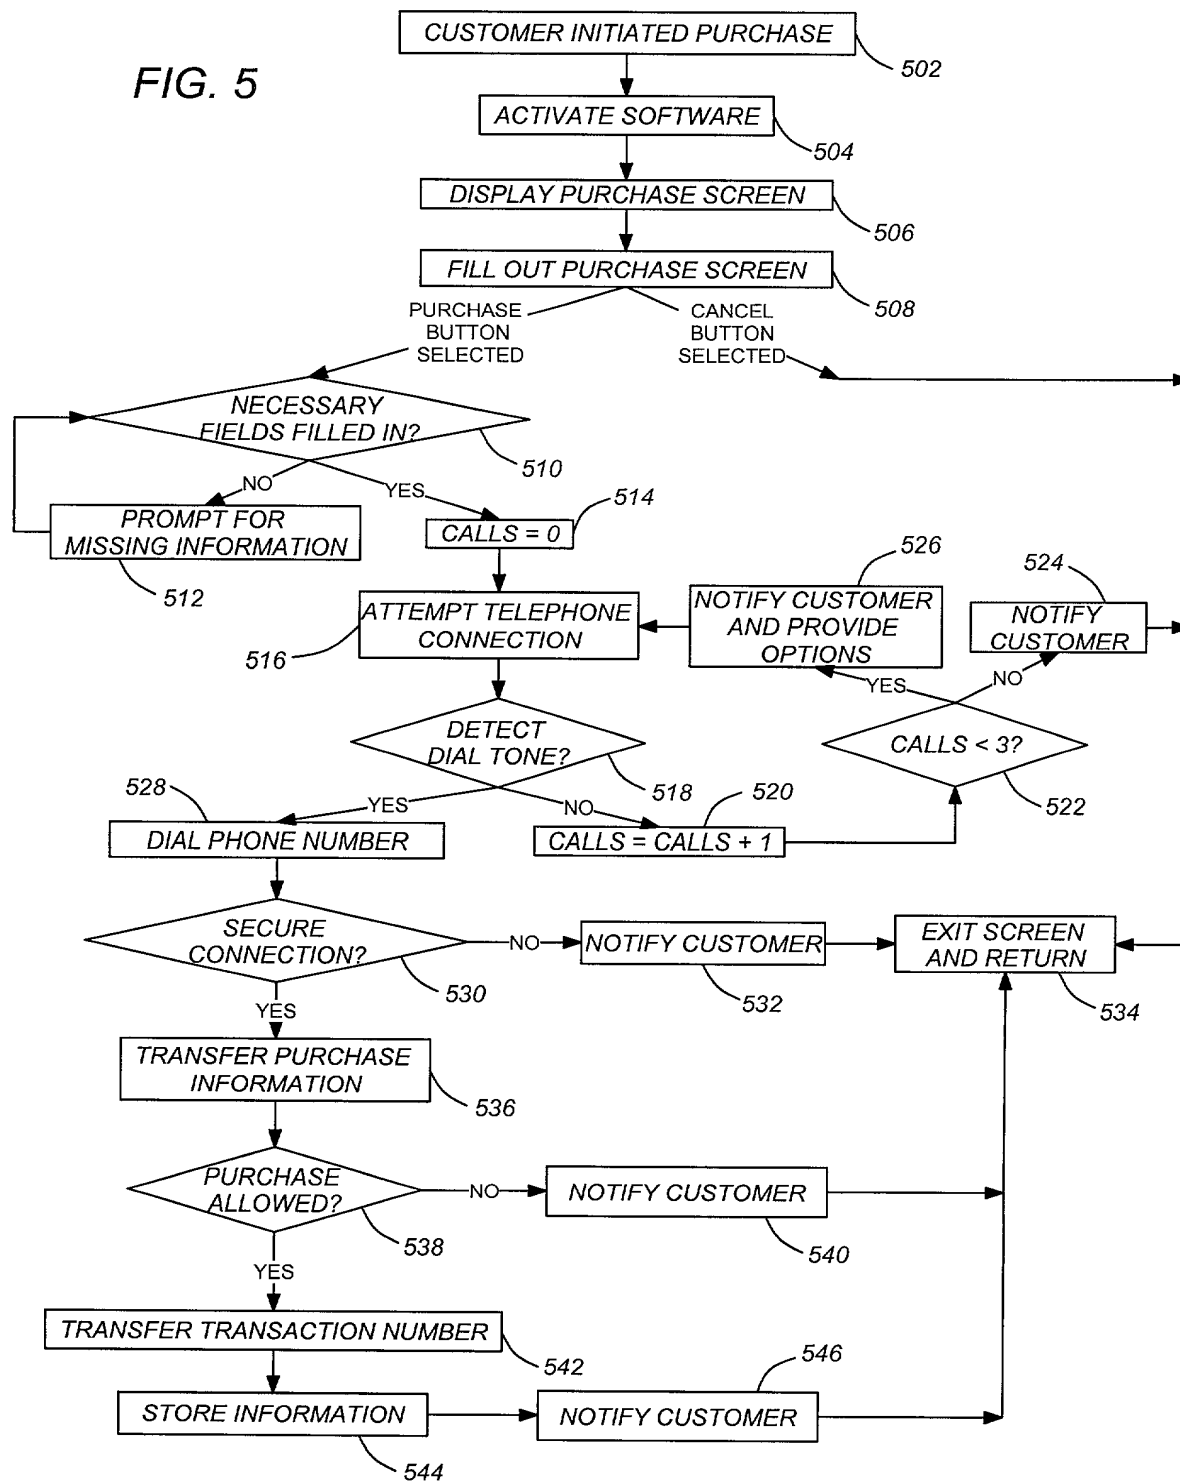 FIG. 5
CUSTOMER INITIATED PURCHASE
502
ACTIVATE SOFTWARE
504
DISPLAY PURCHASE SCREEN
506
FILL OUT PURCHASE SCREEN
508
PURCHASE
BUTTON
SELECTED
CANCEL
BUTTON
SELECTED
NECESSARY
FIELDS FILLED IN?
510
NO
YES
PROMPT FOR
MISSING INFORMATION
512
CALLS = 0
514
ATTEMPT TELEPHONE
CONNECTION
516
NOTIFY CUSTOMER
AND PROVIDE
OPTIONS
526
NOTIFY
CUSTOMER
524
YES
NO
DETECT
DIAL TONE?
518
CALLS < 3?
522
YES
NO
528
DIAL PHONE NUMBER
520
CALLS = CALLS + 1
SECURE
CONNECTION?
530
NO
NOTIFY CUSTOMER
532
EXIT SCREEN
AND RETURN
534
YES
TRANSFER PURCHASE
INFORMATION
536
PURCHASE
ALLOWED?
538
NO
NOTIFY CUSTOMER
540
YES
TRANSFER TRANSACTION NUMBER
542
STORE INFORMATION
544
NOTIFY CUSTOMER
546